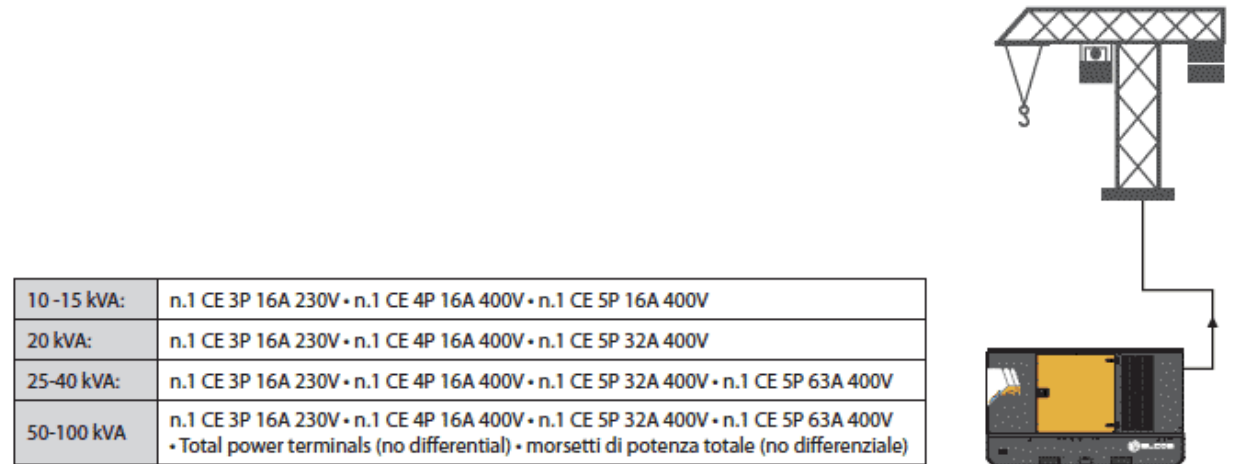 10 -15 kVA: n.1 CE 3P 16A 230V • n.1 CE 4P 16A 400V • n.1 CE 5P 16A 400V
20 kVA: n.1 CE 3P 16A 230V • n.1 CE 4P 16A 400V • n.1 CE 5P 32A 400V
25-40 kVA: n.1 CE 3P 16A 230V • n.1 CE 4P 16A 400V • n.1 CE 5P 32A 400V • n.1 CE 5P 63A 400V
50-100 kVA n.1 CE 3P 16A 230V • n.1 CE 4P 16A 400V • n.1 CE 5P 32A 400V • n.1 CE 5P 63A 400V
• Total power terminals (no differential) • morsetti di potenza totale (no differenziale)